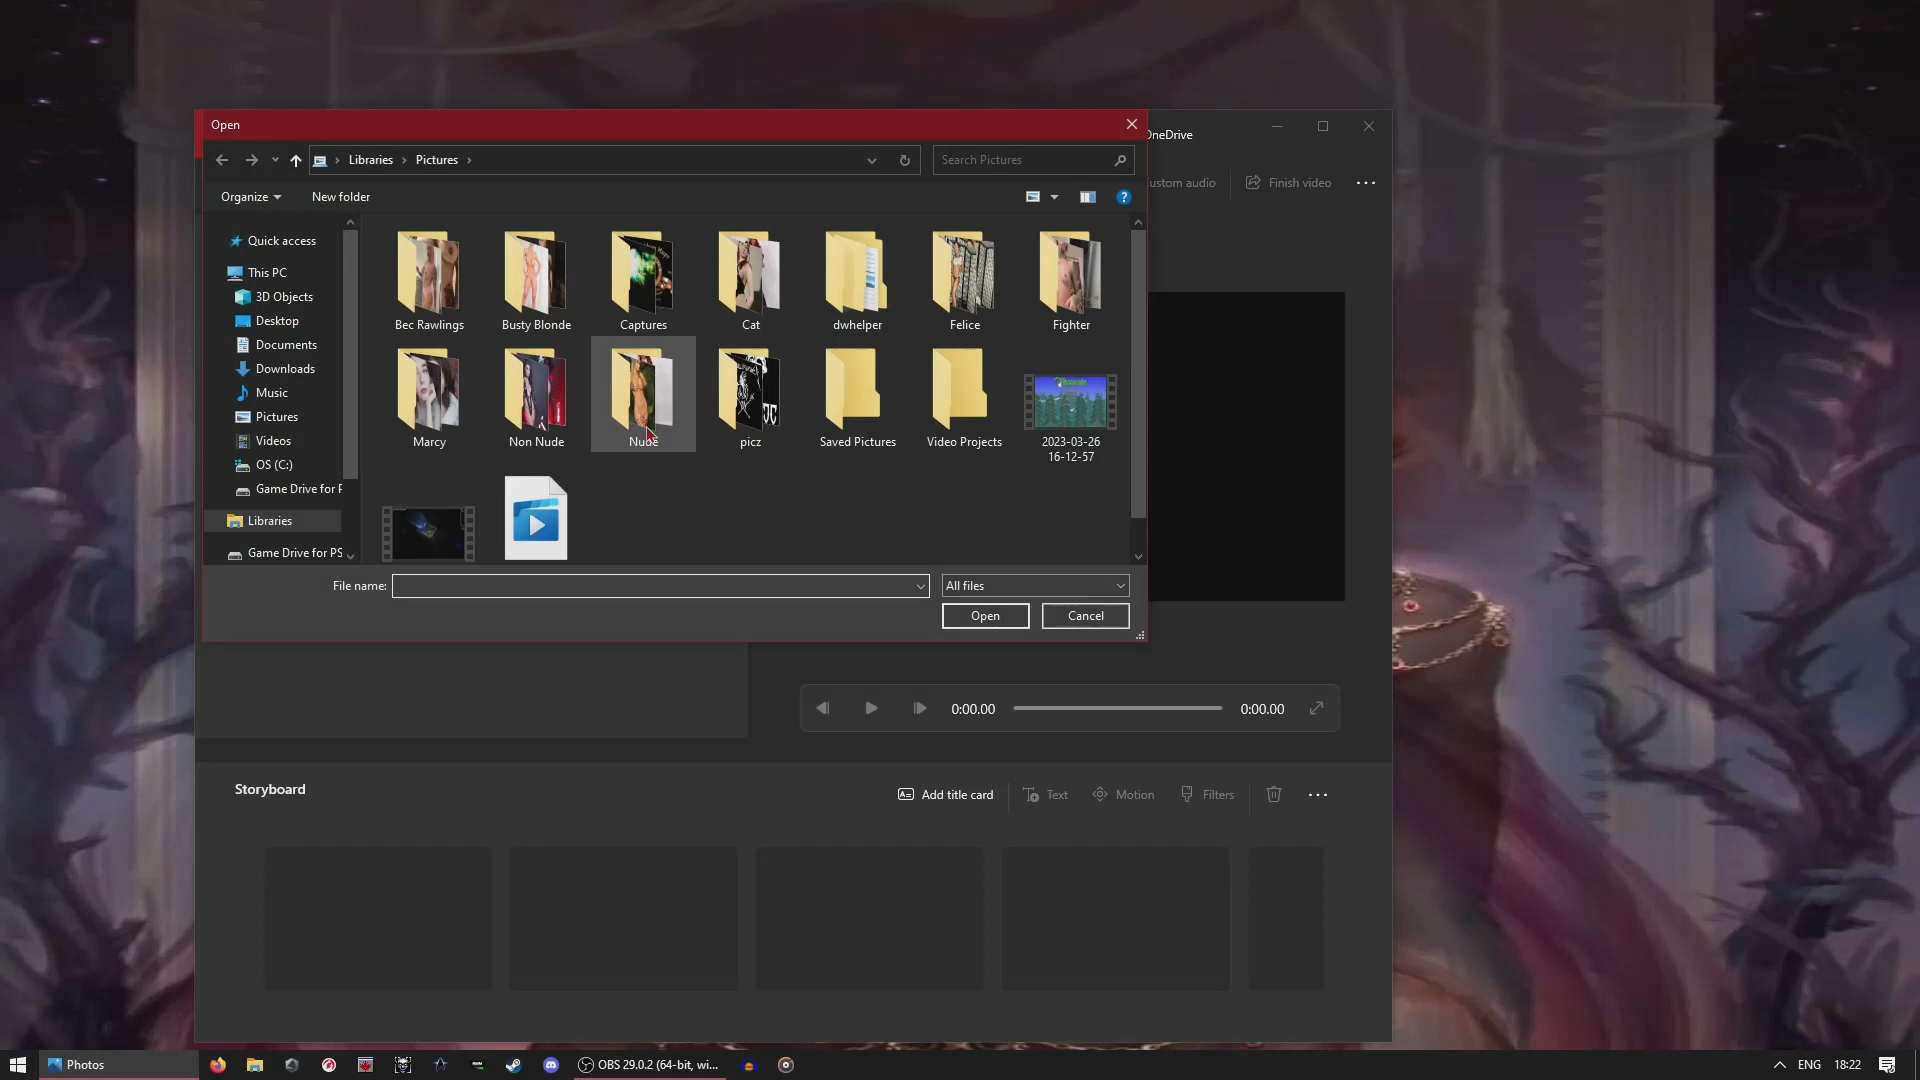 Open
OneDrive
Libraries
Pictures
Search Pictures
ustom audio
Finish video
Organize
New folder
Quick access
This PC
3D Objects
Desktop
Documents
Downloads
Music
Pictures
Videos
OS (C:)
Game Drive for P
Libraries
Game Drive for PS
Bec Rawlings
Busty Blonde
Captures
Cat
dwhelper
Felice
Fighter
Marcy
Non Nude
Nude
picz
Saved Pictures
Video Projects
2023-03-26
16-12-57
File name:
All files
Open
Cancel
0:00.00
0:00.00
Storyboard
Add title card
Text
Motion
Filters
Photos
OBS 29.0.2 (64-bit, wi...
ENG
18:22